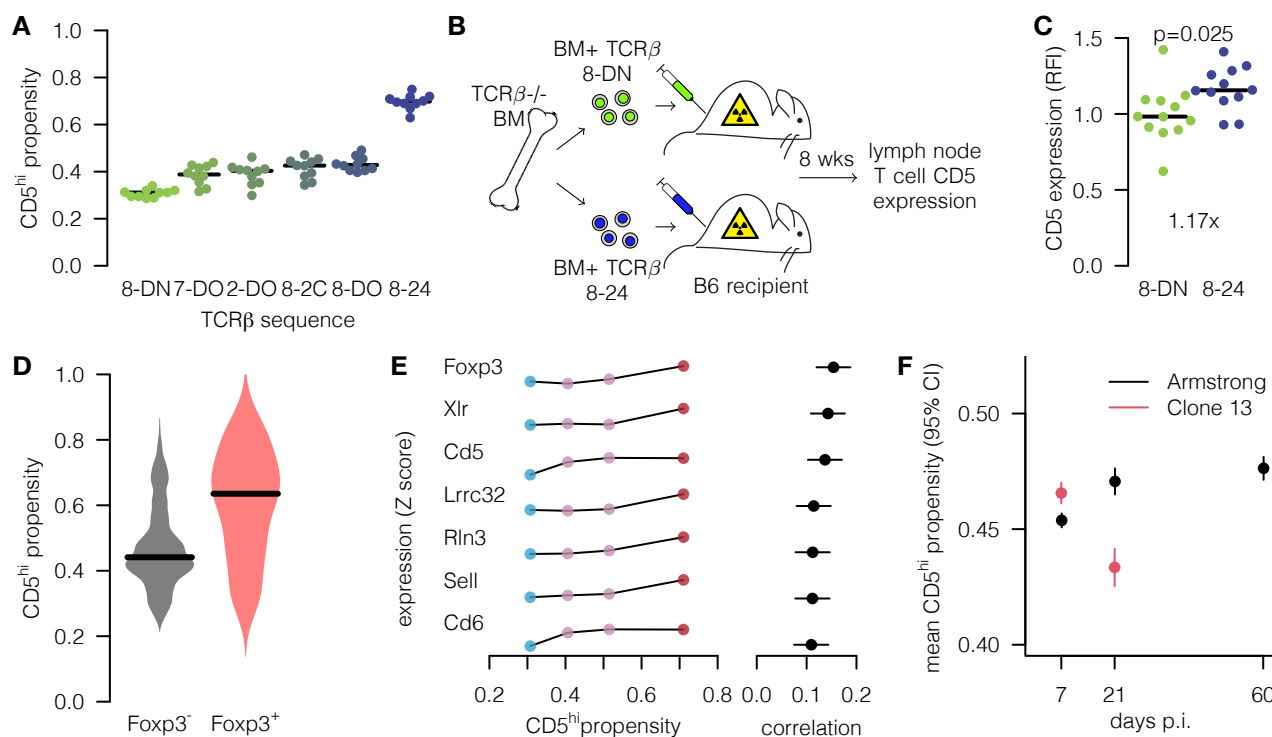 A
CD5hi propensity
1.0
0.8
0.6
0.4
0.2
0.0
8-DN 7-DO 2-DO 8-2C 8-DO 8-24
TCRβ sequence
B
TCRβ-/-
BM
BM+ TCRβ
8-DN
BM+ TCRβ
8-24
B6 recipient
8 wks
lymph node
T cell CD5
expression
C
CD5 expression (RFI)
1.5
1.0
0.5
0.0
p=0.025
1.17x
8-DN 8-24
D
CD5hi propensity
1.0
0.8
0.6
0.4
0.2
0.0
Foxp3-
Foxp3+
E
expression (Z score)
Foxp3
Xlr
Cd5
Lrrc32
Rln3
Sell
Cd6
0.2 0.4 0.6 0.8
CD5hipropensity
0.0 0.1 0.2
correlation
F
mean CD5hi propensity (95% CI)
0.50
0.45
0.40
Armstrong
Clone 13
7 21 60
days p.i.